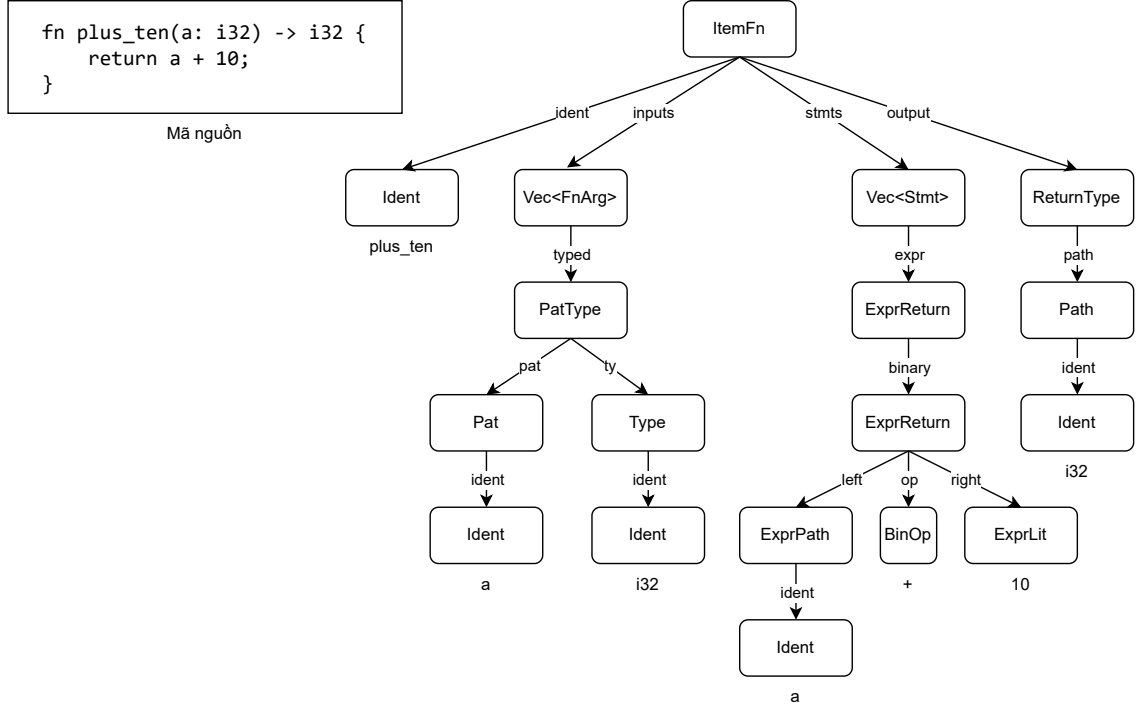 fn plus_ten(a: i32) -> i32 {
    return a + 10;
}
Mã nguồn
ItemFn
ident inputs stmts output
Ident Vec<FnArg> Vec<Stmt> ReturnType
plus_ten
typed expr path
PatType ExprReturn Path
pat ty binary ident
Pat Type ExprReturn Ident
i32
ident ident left op right
Ident Ident ExprPath BinOp ExprLit
a i32 + 10
ident
Ident
a